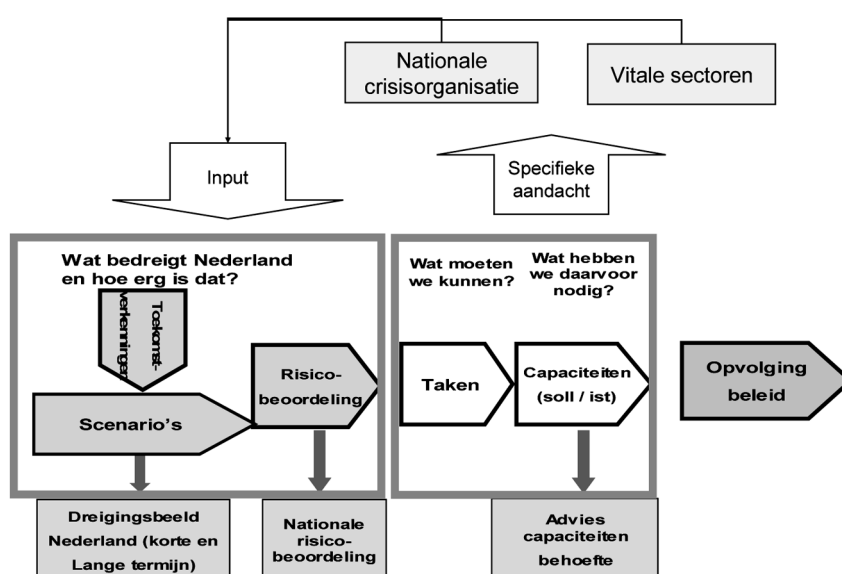 Nationale
crisisorganisatie
Vitale sectoren
Input
Specifieke
aandacht
Wat bedreigt Nederland
en hoe erg is dat?
Wat moeten
we kunnen?
Wat hebben
we daarvoor
nodig?
Toekomst-
verkenningen
Scenario's
Risico-
beoordeling
Taken
Capaciteiten
(soll / ist)
Opvolging
beleid
Dreigingsbeeld
Nederland (korte en
Lange termijn)
Nationale
risico-
beoordeling
Advies
capaciteiten
behoefte